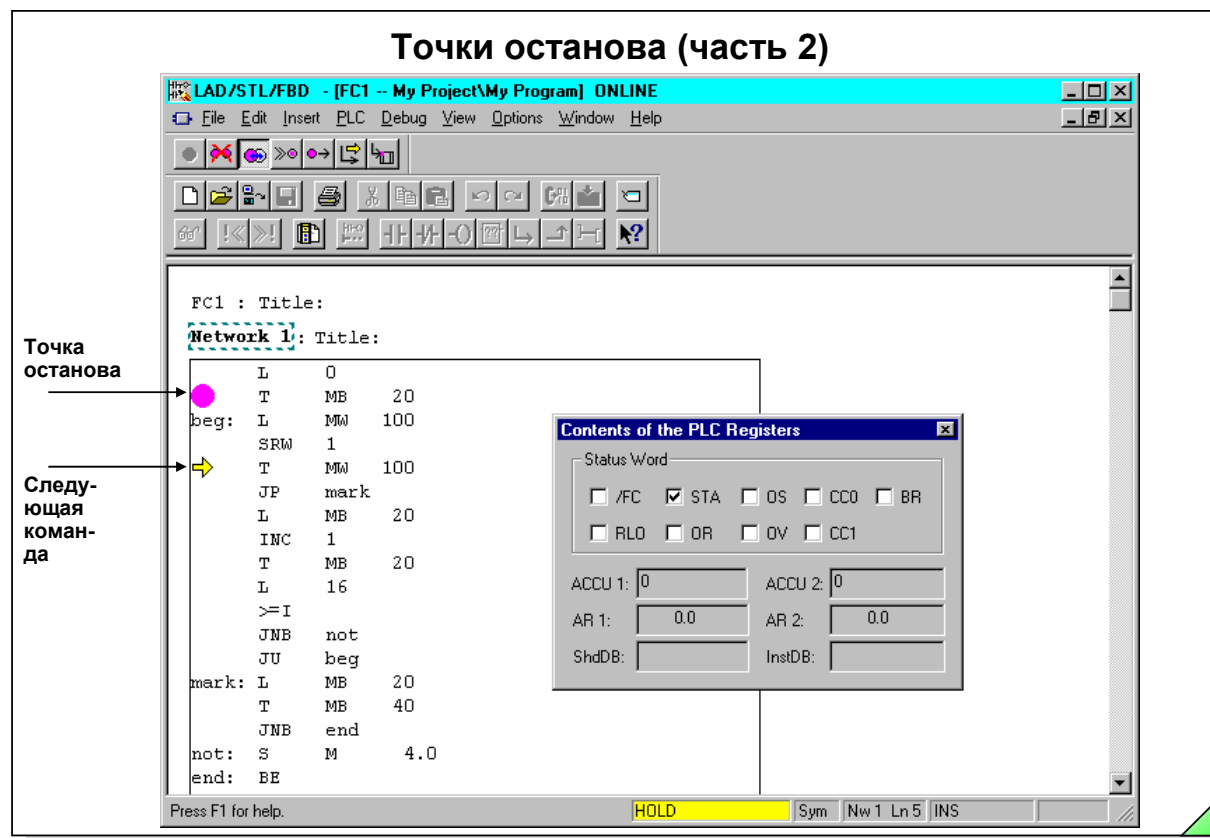 Точки останова (часть 2)
LAD/STL/FBD - [FC1 -- My Project\My Program] ONLINE
File Edit Insert PLC Debug View Options Window Help
FC1 : Title:
Network 1: Title:
Точка
останова
L 0
T MB 20
beg: L MW 100
SRW 1
T MW 100
JP mark
L MB 20
INC 1
T MB 20
L 16
>=I
JNB not
JU beg
mark: L MB 20
T MB 40
JNB end
not: S M 4.0
end: BE
Следу-
ющая
коман-
да
Contents of the PLC Registers
Status Word
/FC STA OS CC0 BR
RLO OR OV CC1
ACCU 1: 0 ACCU 2: 0
AR 1: 0.0 AR 2: 0.0
ShdDB: InstDB:
Press F1 for help. HOLD Sym Nw 1 Ln 5 INS